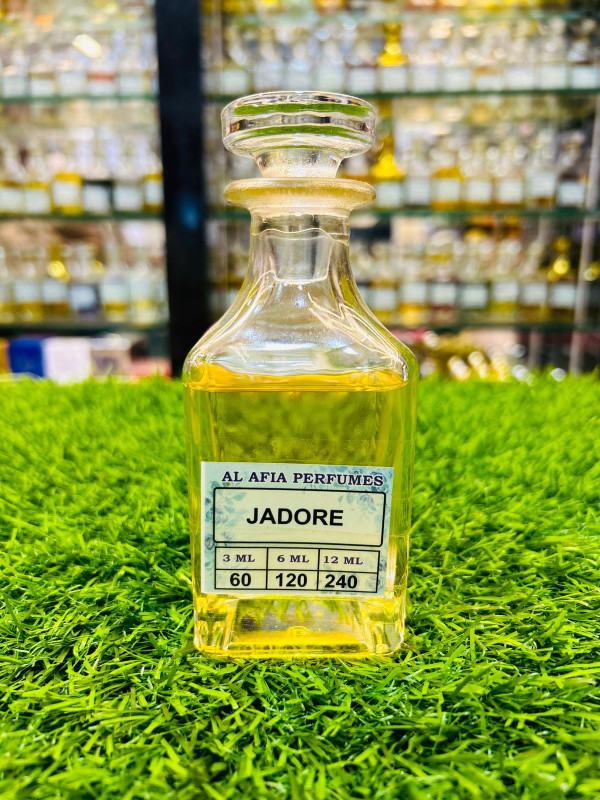 AL AFIA PERFUMES
JADORE
3 ML 6 ML 12 ML
60 120 240